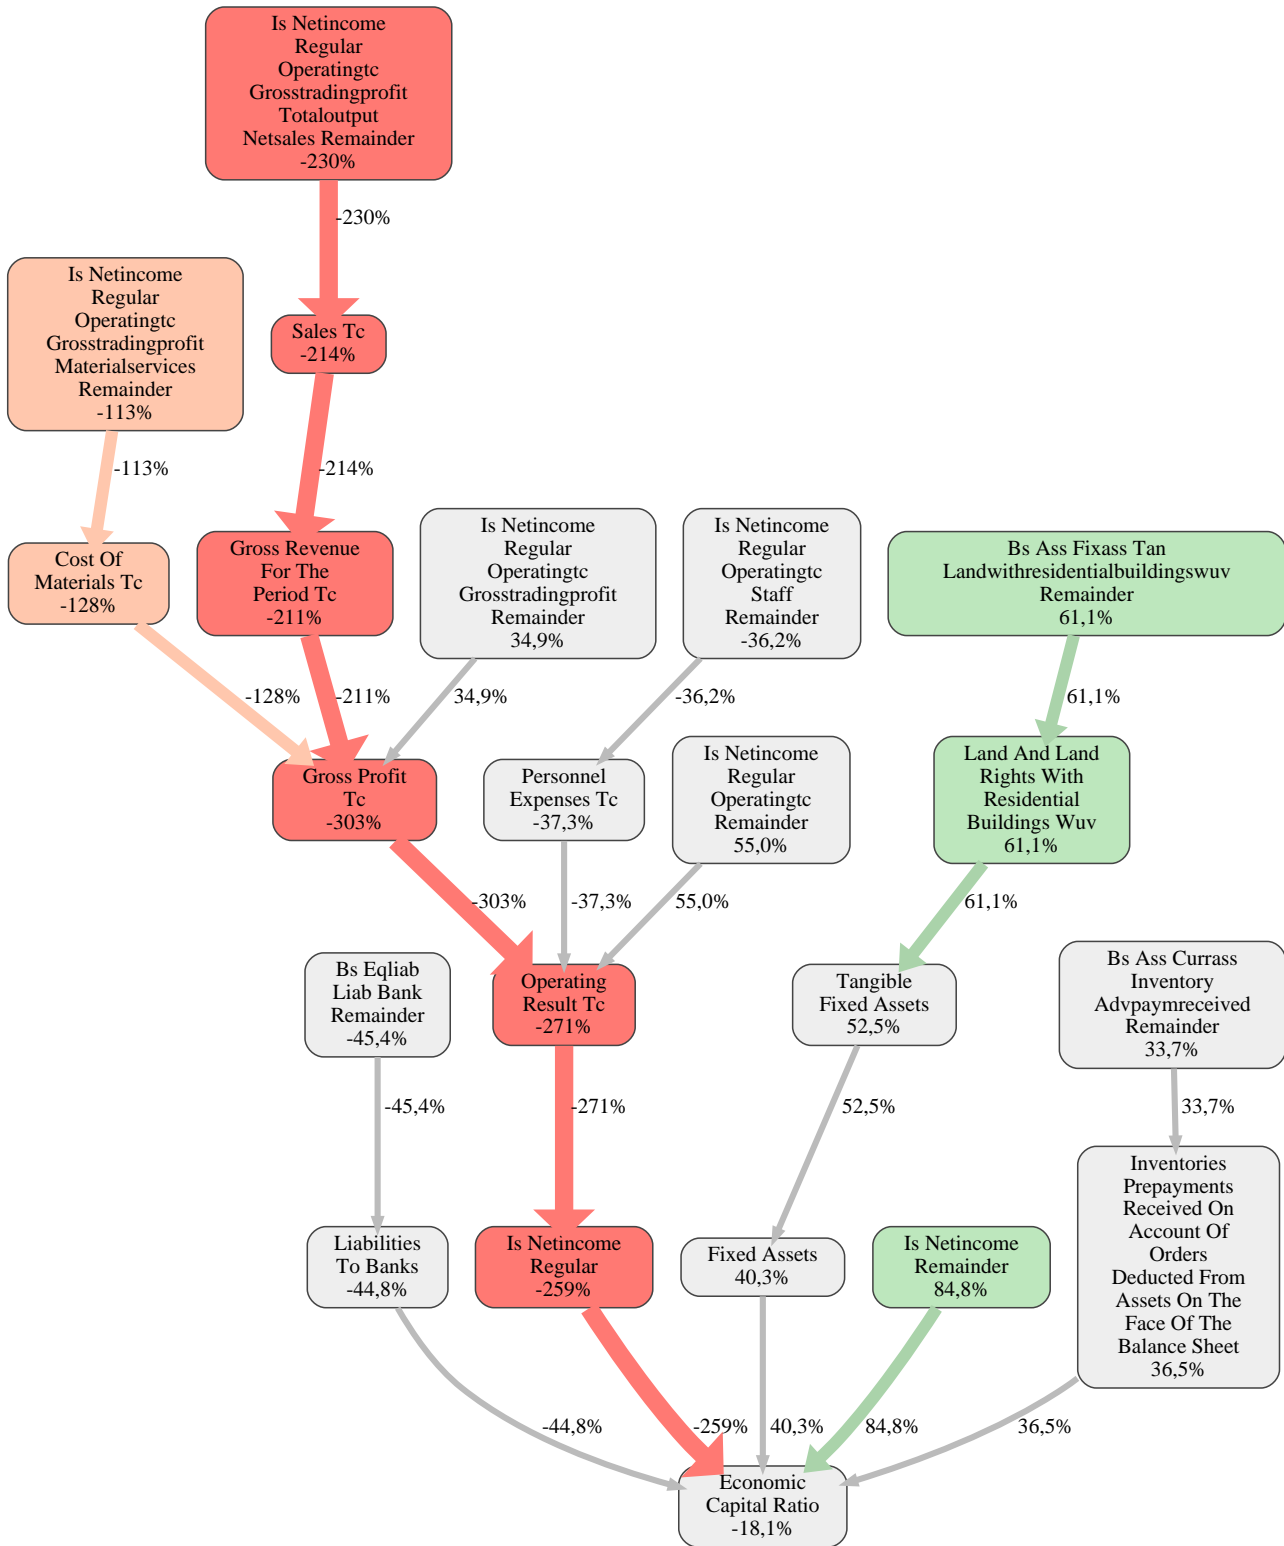 Is Netincome
Regular
Operatingtc
Grosstradingprofit
Totaloutput
Netsales Remainder
-230%
-230%
Is Netincome
Regular
Operatingtc
Grosstradingprofit
Materialservices
Remainder
-113%
Sales Tc
-214%
-113%
-214%
Cost Of
Materials Tc
-128%
Gross Revenue
For The
Period Tc
-211%
Is Netincome
Regular
Operatingtc
Grosstradingprofit
Remainder
34,9%
Is Netincome
Regular
Operatingtc
Staff
Remainder
-36,2%
Bs Ass Fixass Tan
Landwithresidentialbuildingswuv
Remainder
61,1%
-128%
-211%
34,9%
-36,2%
61,1%
Gross Profit
Tc
-303%
Personnel
Expenses Tc
-37,3%
Is Netincome
Regular
Operatingtc
Remainder
55,0%
Land And Land
Rights With
Residential
Buildings Wuv
61,1%
-303%
-37,3%
55,0%
61,1%
Bs Eqliab
Liab Bank
Remainder
-45,4%
Operating
Result Tc
-271%
Tangible
Fixed Assets
52,5%
Bs Ass Currass
Inventory
Advpaymreceived
Remainder
33,7%
-45,4%
-271%
52,5%
33,7%
Liabilities
To Banks
-44,8%
Is Netincome
Regular
-259%
Fixed Assets
40,3%
Is Netincome
Remainder
84,8%
Inventories
Prepayments
Received On
Account Of
Orders
Deducted From
Assets On The
Face Of The
Balance Sheet
36,5%
-44,8%
-259%
40,3%
84,8%
36,5%
Economic
Capital Ratio
-18,1%